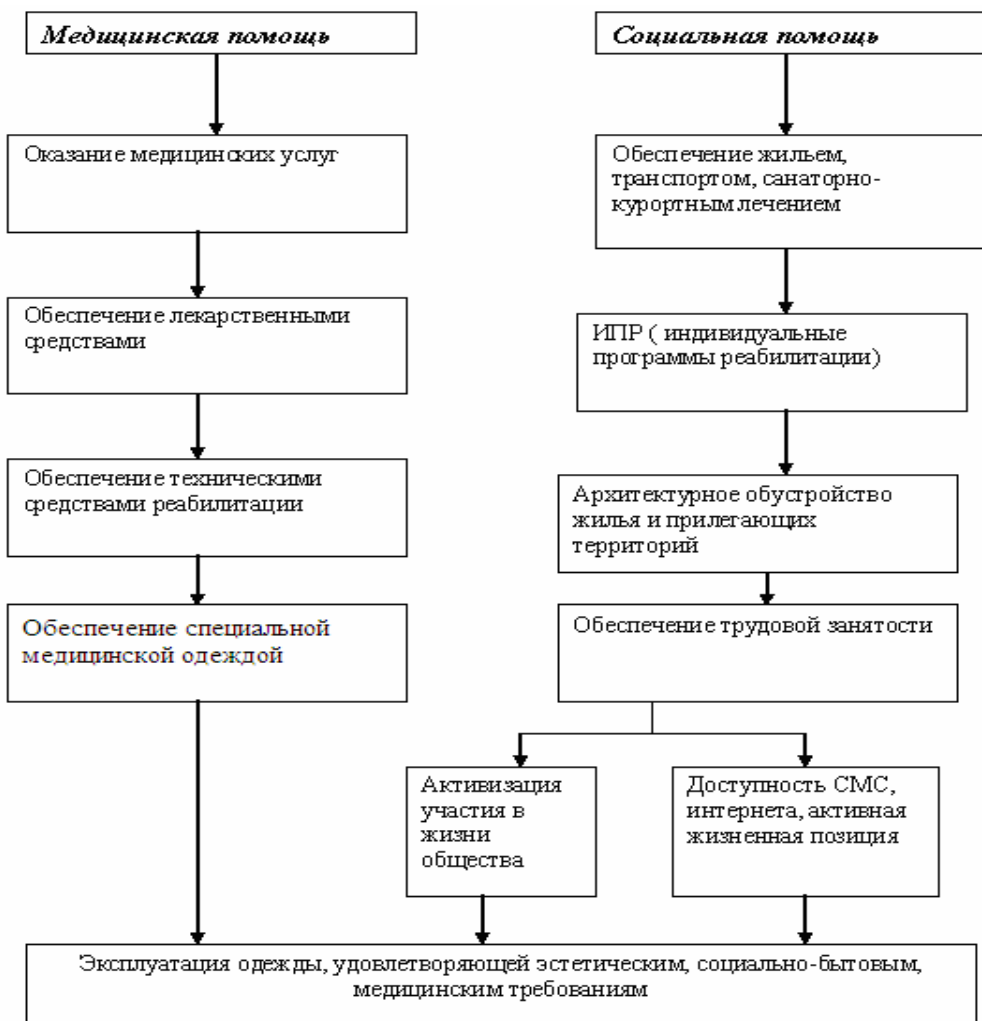 Медицинская помощь
Социальная помощь
Оказание медицинских услуг
Обеспечение жильем,
транспортом, санаторно-
курортным лечением
Обеспечение лекарственными
средствами
ИПР ( индивидуальные
программы реабилитации)
Обеспечение техническими
средствами реабилитации
Архитектурное обустройство
жилья и прилегающих
территорий
Обеспечение специальной
медицинской одеждой
Обеспечение трудовой занятости
Активизация
участия в
жизни
общества
Доступность СМС,
интернета, активная
жизненная позиция
Эксплуатация одежды, удовлетворяющей эстетическим, социально-бытовым,
медицинским требованиям